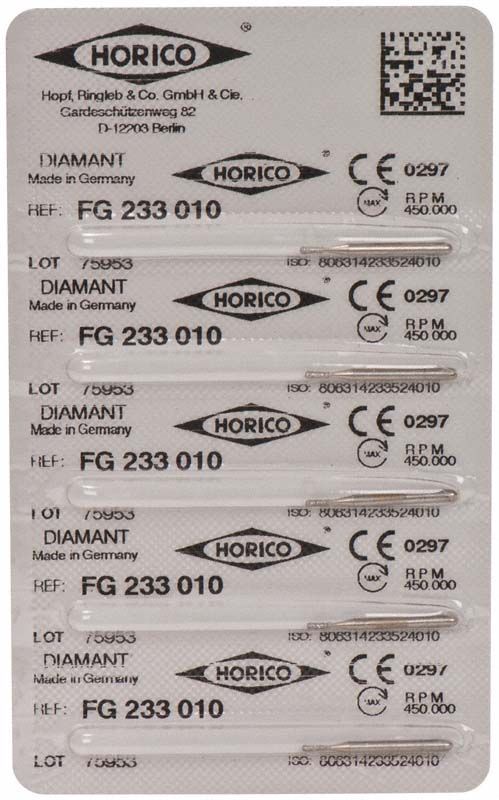 HORICO ®
Hopf, Ringleb & Co. GmbH & Cie.
Gardeschützenweg 82
D-12203 Berlin
DIAMANT HORICO ® CE 0297
Made in Germany
REF: FG 233 010 MAX RPM 450.000
LOT 75953 ISO: 806314233524010
DIAMANT HORICO ® CE 0297
Made in Germany
REF: FG 233 010 MAX RPM 450.000
LOT 75953 ISO: 806314233524010
DIAMANT HORICO ® CE 0297
Made in Germany
REF: FG 233 010 MAX RPM 450.000
LOT 75953 ISO: 806314233524010
DIAMANT HORICO ® CE 0297
Made in Germany
REF: FG 233 010 MAX RPM 450.000
LOT 75953 ISO: 806314233524010
DIAMANT HORICO ® CE 0297
Made in Germany
REF: FG 233 010 MAX RPM 450.000
LOT 75953 ISO: 806314233524010